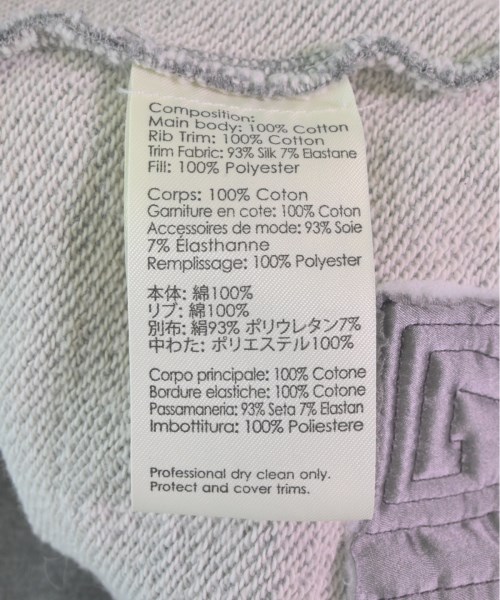 Composition:
Main body: 100% Cotton
Rib Trim: 100% Cotton
Trim Fabric: 93% Silk 7% Elastane
Fill: 100% Polyester
Corps: 100% Coton
Garniture en cote: 100% Coton
Accessoires de mode: 93% Soie
7% Élasthanne
Remplissage: 100% Polyester
本体: 綿100%
リブ: 綿100%
別布: 絹93% ポリウレタン7%
中わた: ポリエステル100%
Corpo principale: 100% Cotone
Bordure elastiche: 100% Cotone
Passamaneria: 93% Seta 7% Elastan
Imbottitura: 100% Poliestere
Professional dry clean only.
Protect and cover trims.